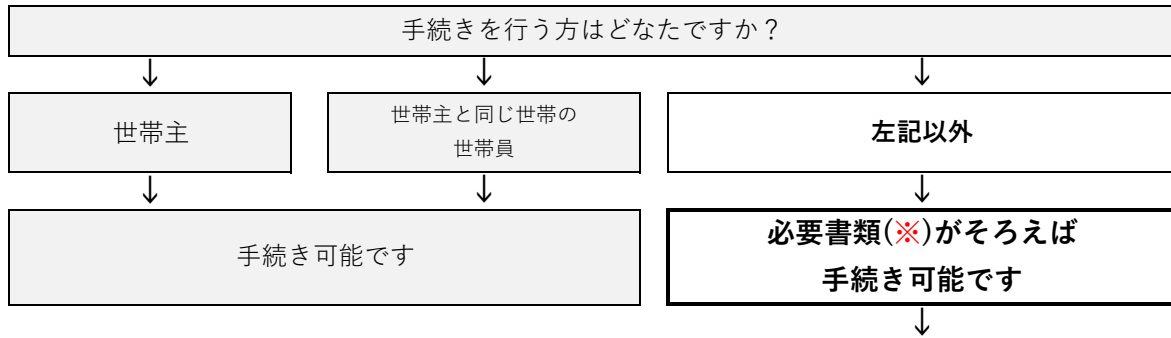 手続きを行う方はどなたですか？
↓ ↓ ↓
世帯主
世帯主と同じ世帯の
世帯員
左記以外
↓ ↓ ↓
手続き可能です
必要書類(※)がそろえば
手続き可能です
↓